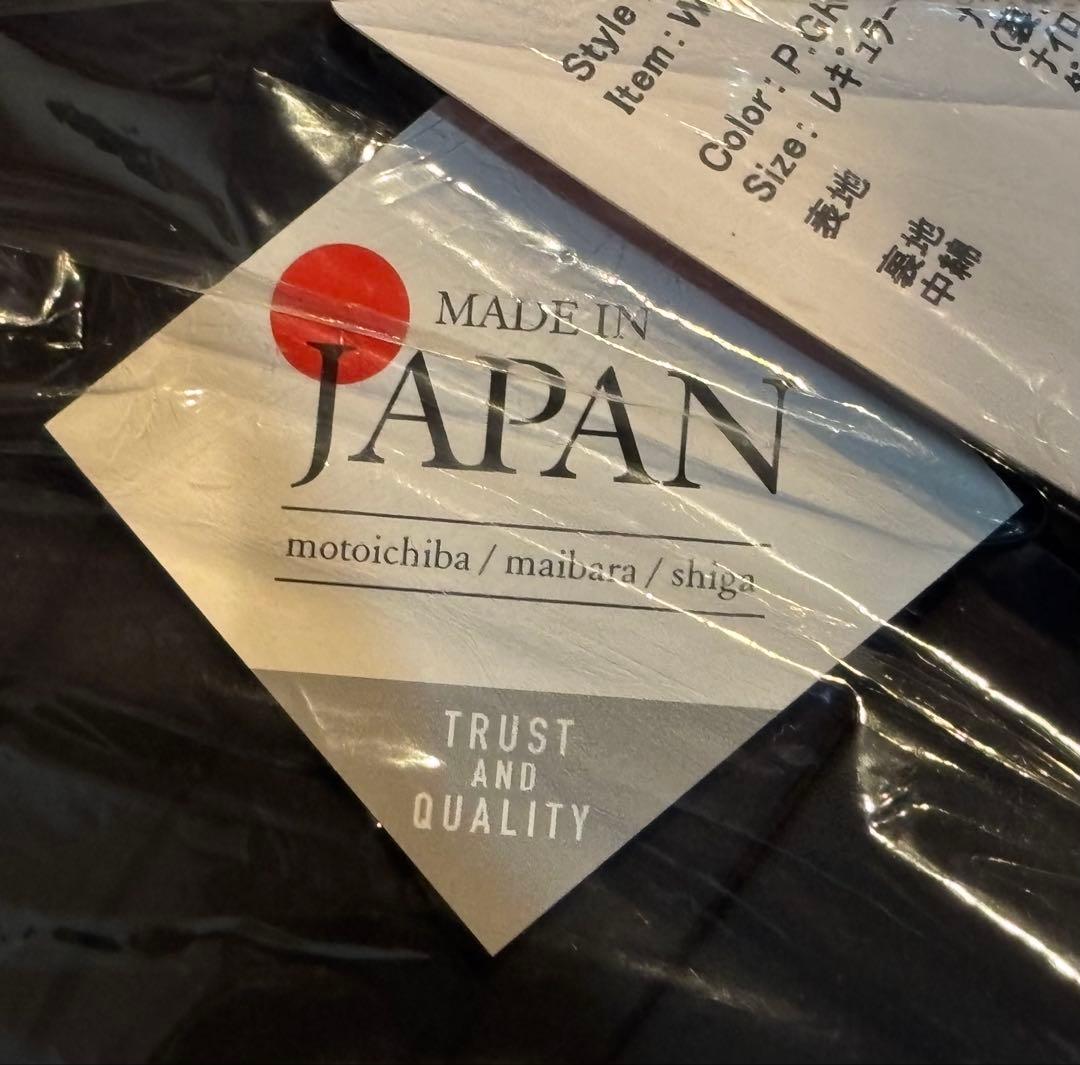 Style
Item:
Color: P.
Size: レギュラー
表地
裏地
中綿
MADE IN
JAPAN
motoichiba / maibara / shiga
TRUST
AND
QUALITY